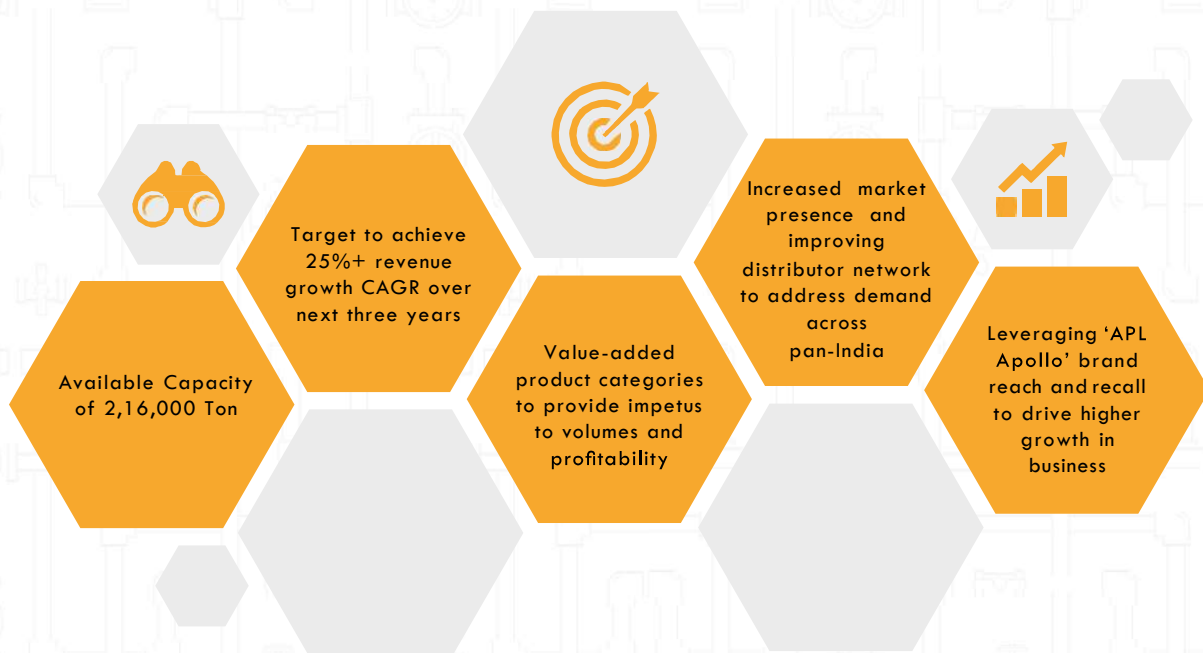 Available Capacity
of 2,16,000 Ton
Target to achieve
25%+ revenue
growth CAGR over
next three years
Value-added
product categories
to provide impetus
to volumes and
profitability
Increased market
presence and
improving
distributor network
to address demand
across
pan-India
Leveraging ‘APL
Apollo’ brand
reach and recall
to drive higher
growth in
business